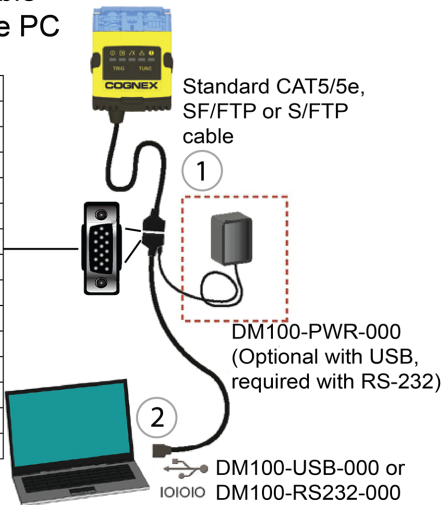 e PC
TRIG TUNC
COGNEX
Standard CAT5/5e,
SF/FTP or S/FTP
cable
1
DM100-PWR-000
(Optional with USB,
required with RS-232)
2
DM100-USB-000 or
IOIOIO DM100-RS232-000